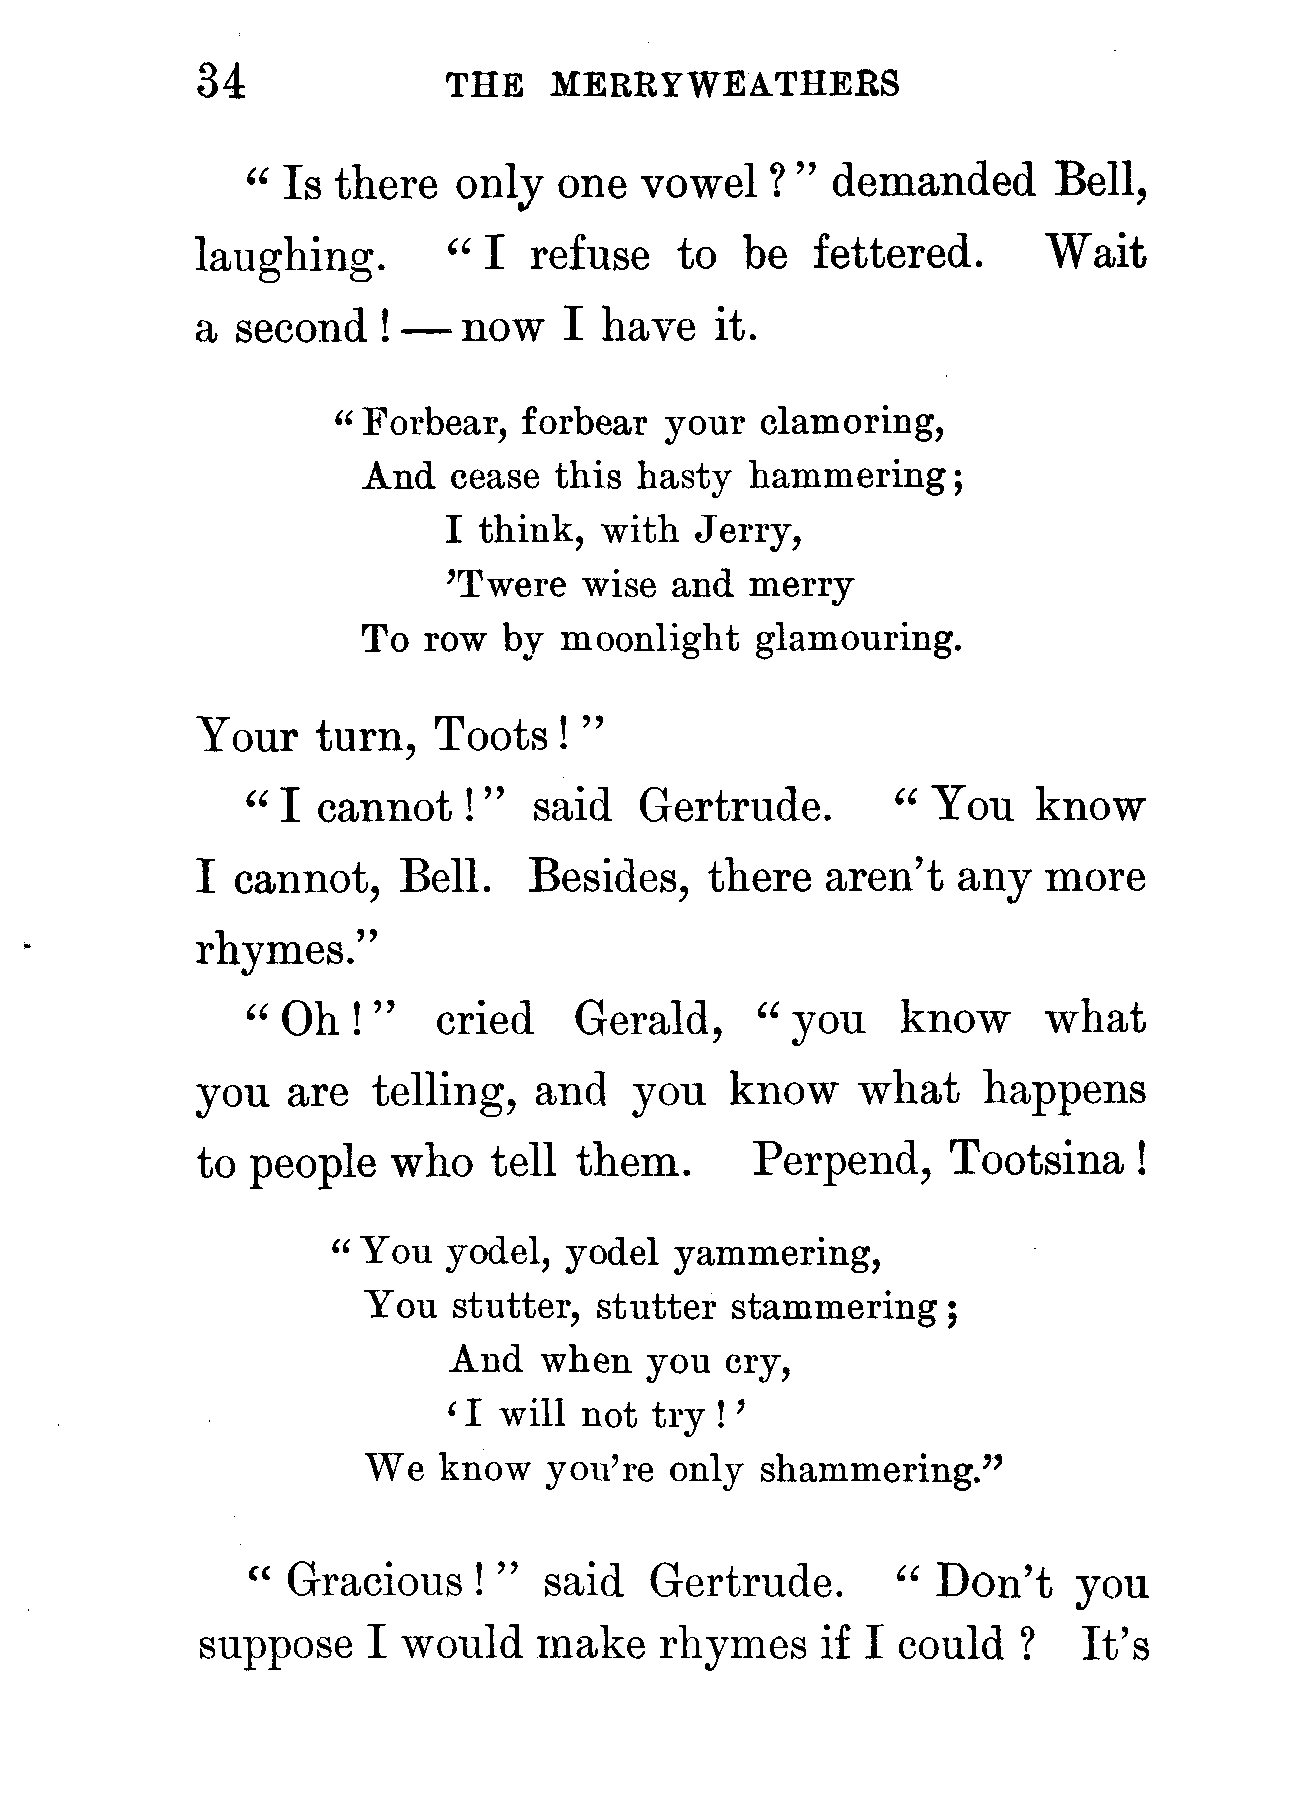 34 THE MERRYWEATHERS
“ Is there only one vowel ? ” demanded Bell,
laughing. “ I refuse to be fettered. Wait
a second ! — now I have it.
“ Forbear, forbear your clamoring,
And cease this hasty hammering ;
I think, with Jerry,
’Twere wise and merry
To row by moonlight glamouring.
Your turn, Toots ! ”
“ I cannot ! ” said Gertrude. “ You know
I cannot, Bell. Besides, there aren’t any more
rhymes.”
“ Oh ! ” cried Gerald, “ you know what
you are telling, and you know what happens
to people who tell them. Perpend, Tootsina !
“ You yodel, yodel yammering,
You stutter, stutter stammering ;
And when you cry,
‘ I will not try ! ’
We know you’re only shammering.”
“ Gracious ! ” said Gertrude. “ Don’t you
suppose I would make rhymes if I could ? It’s